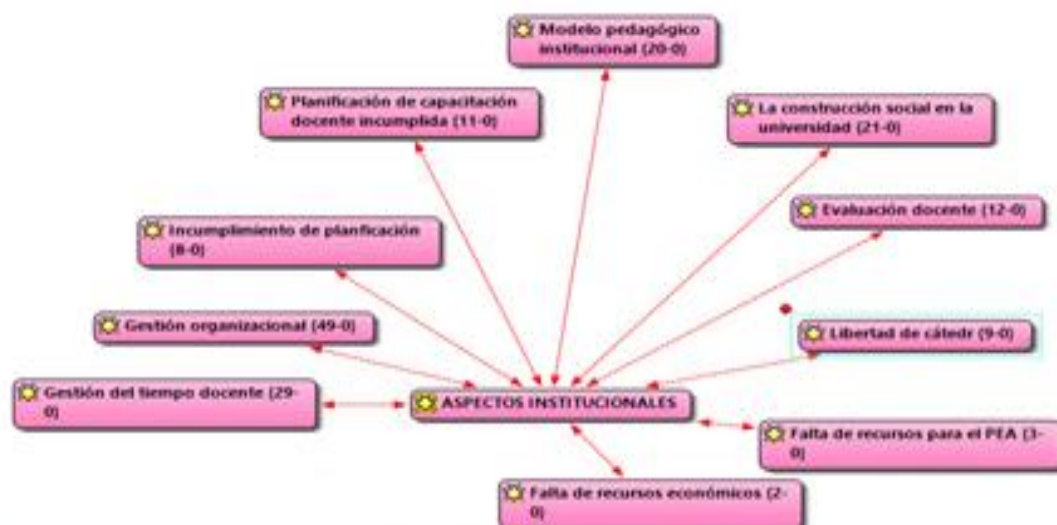 Modelo pedagógico
institucional (20-0)
Planificación de capacitación
docente incumplida (11-0)
La construcción social en la
universidad (21-0)
Incumplimiento de planficación
(8-0)
Evaluación docente (12-0)
Gestión organizacional (49-0)
Libertad de cátedr (9-0)
Gestión del tiempo docente (29-
0)
ASPECTOS INSTITUCIONALES
Falta de recursos para el PEA (3-
0)
Falta de recursos económicos (2-
0)